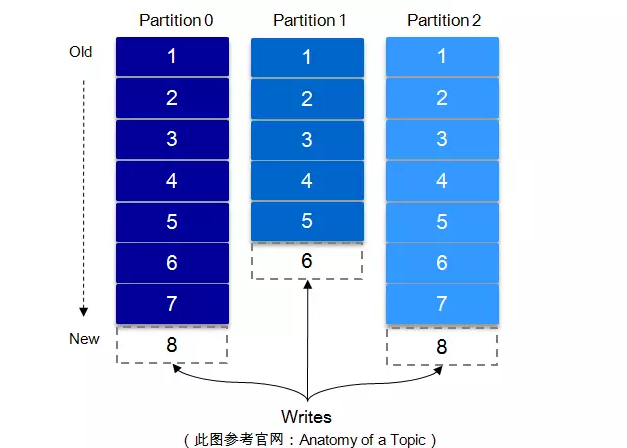 Partition 0 Partition 1 Partition 2
Old
1 1 1
2 2 2
3 3 3
4 4 4
5 5 5
6 6 6
7 7
New 8 8
Writes
（此图参考官网：Anatomy of a Topic）